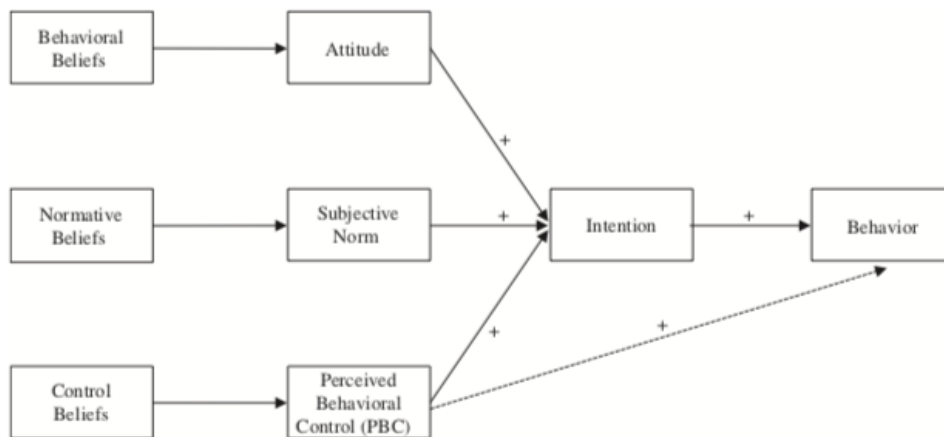 Behavioral
Beliefs
Attitude
+
Normative
Beliefs
Subjective
Norm
+
Intention
+
Behavior
+
+
Control
Beliefs
Perceived
Behavioral
Control (PBC)